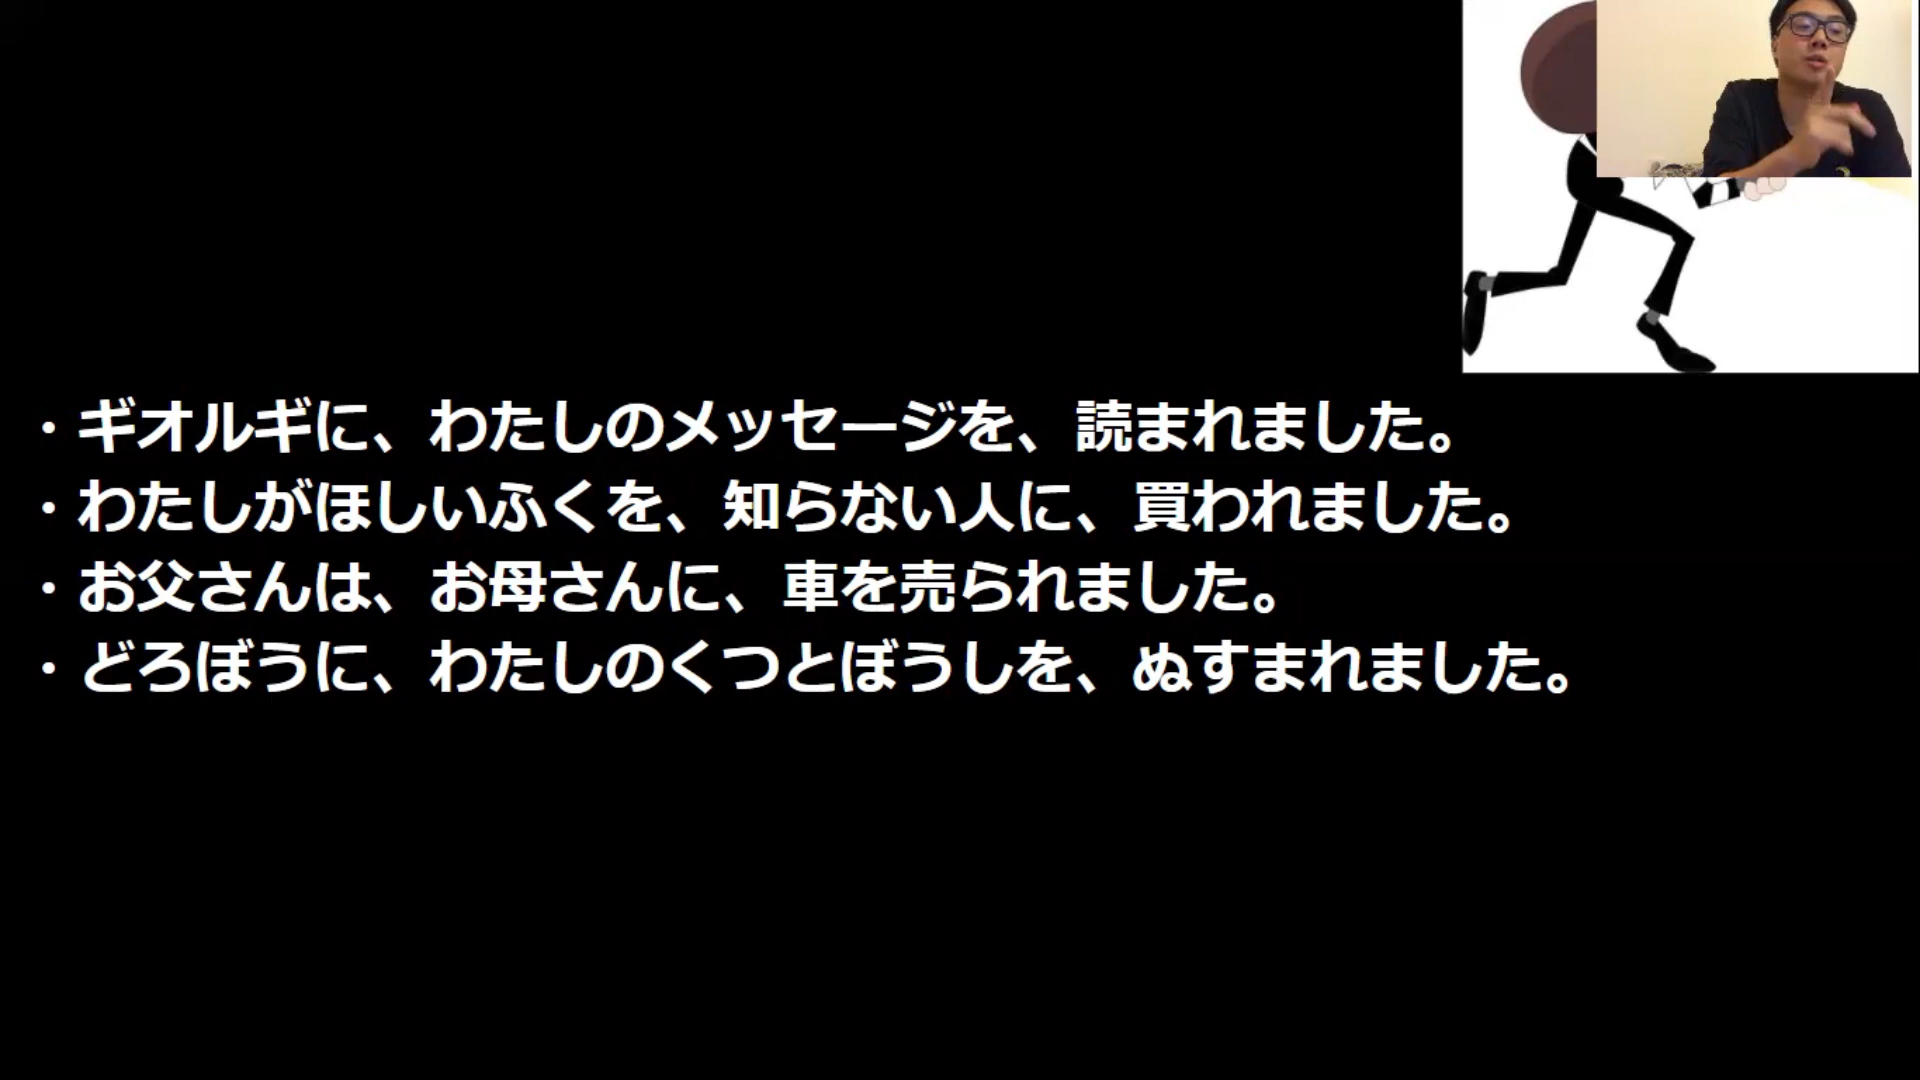 ・ギオルギに、わたしのメッセージを、読まれました。
・わたしがほしいふくを、知らない人に、買われました。
・お父さんは、お母さんに、車を売られました。
・どろぼうに、わたしのくつとぼうしを、ぬすまれました。